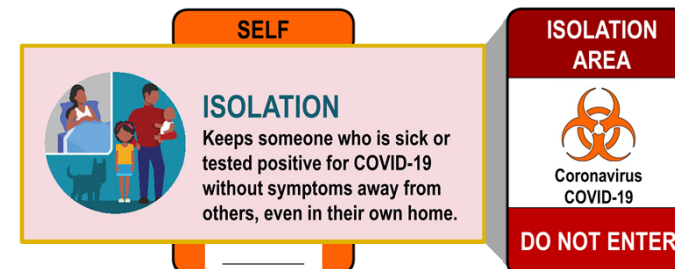 SELF
ISOLATION
Keeps someone who is sick or
tested positive for COVID-19
without symptoms away from
others, even in their own home.
ISOLATION
AREA
Coronavirus
COVID-19
DO NOT ENTER